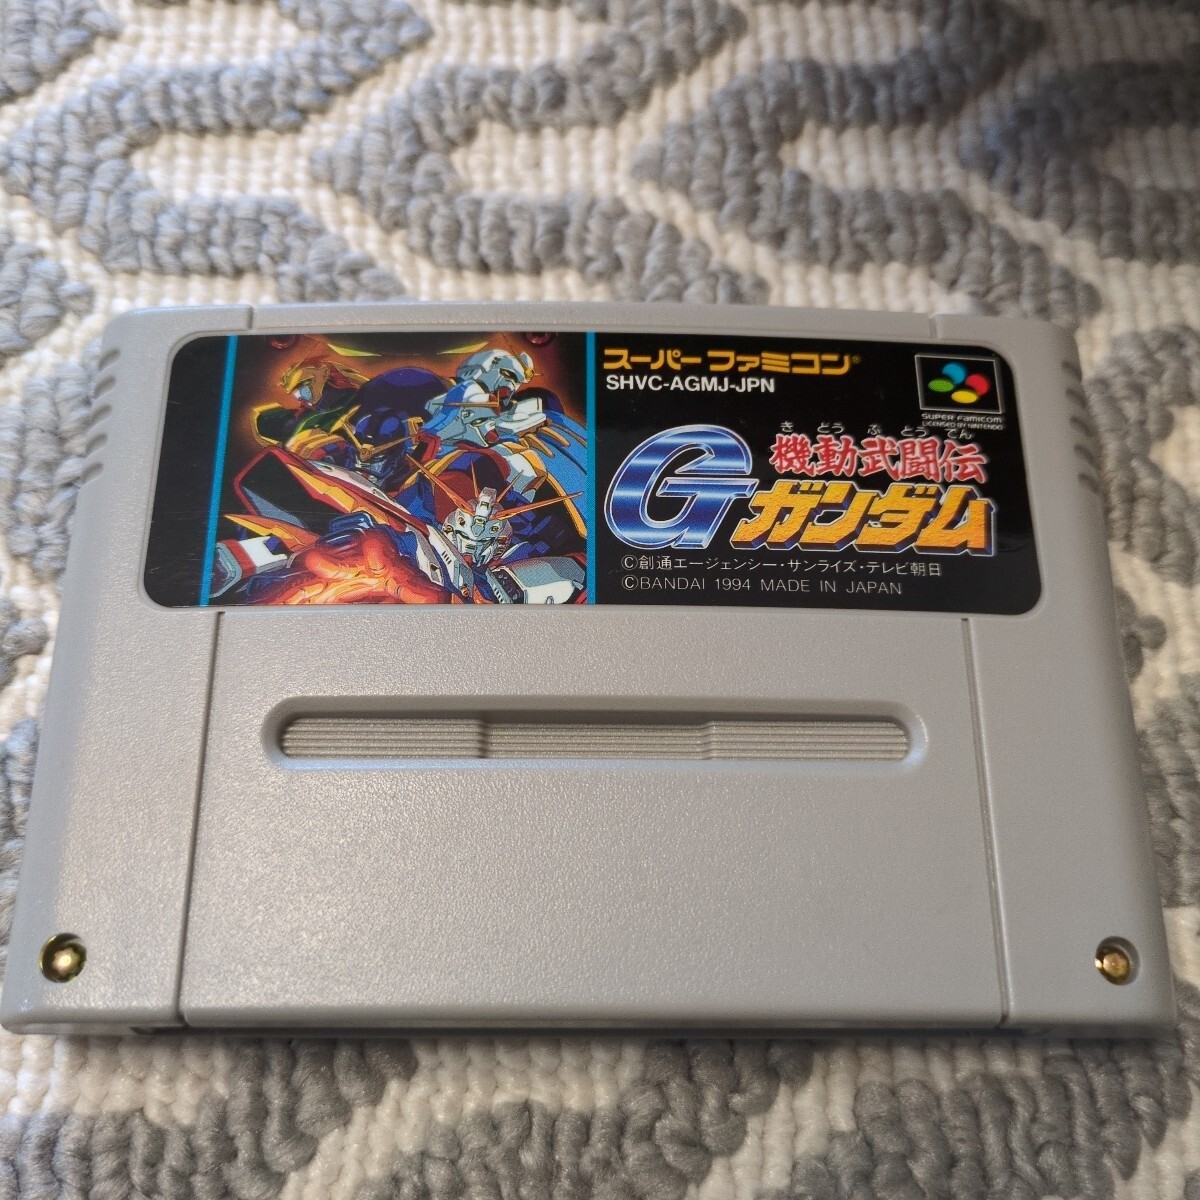 スーパーファミコン®
SHVC-AGMJ-JPN
SUPER FAMICOM
LICENSED BY NINTENDO
きどうぶとうでん
機動武闘伝
Gガンダム
©創通エージェンシー・サンライズ・テレビ朝日
©BANDAI 1994 MADE IN JAPAN